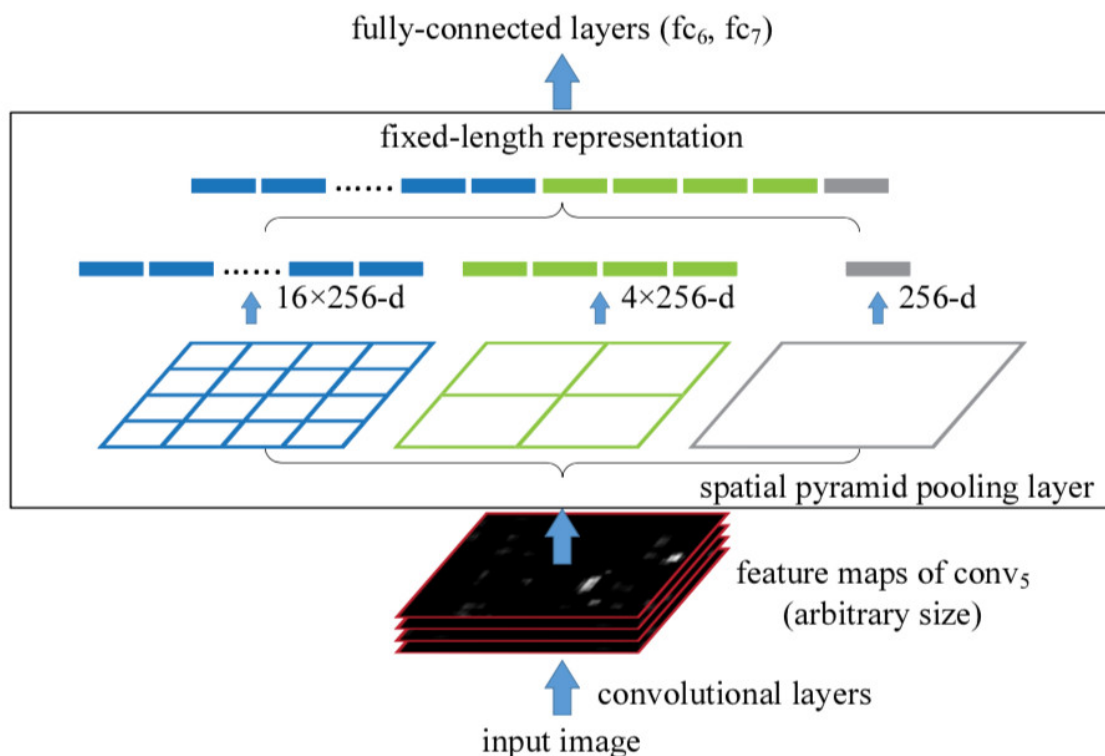 fully-connected layers (fc₆, fc₇)
fixed-length representation
......
......
16×256-d
4×256-d
256-d
spatial pyramid pooling layer
feature maps of conv₅
(arbitrary size)
convolutional layers
input image